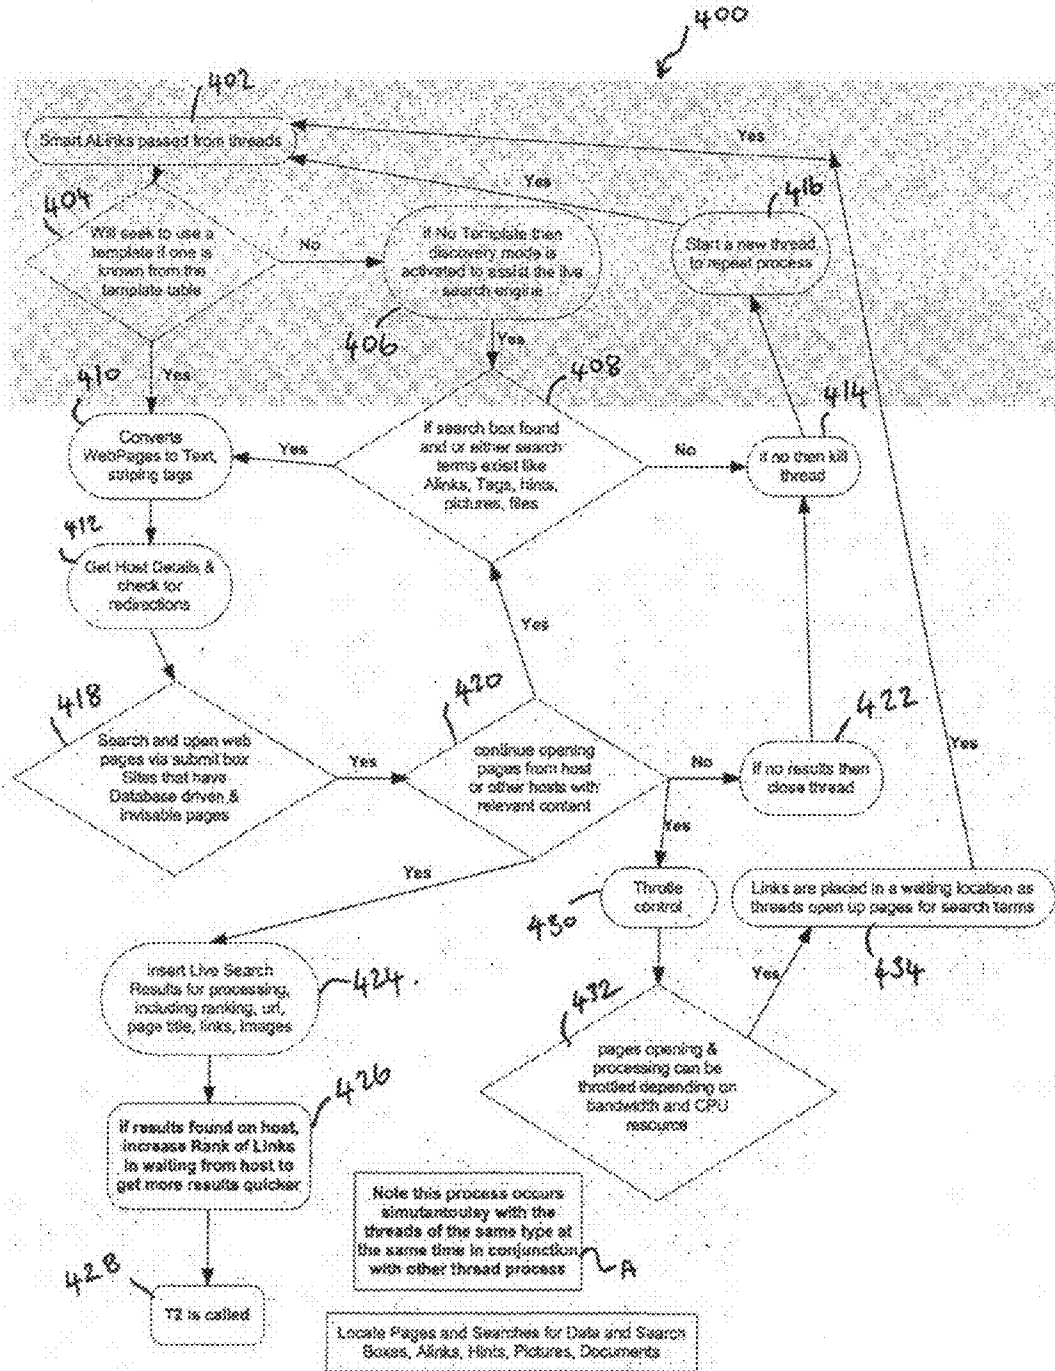 400
402
Smart ALinks passed from threads
Yes
Yes
404
Will seek to use a
template if one is
known from the
template table
No
If No Template then
discovery mode is
activated to assist the live
search engine
406
416
Start a new thread
to repeat process
Yes
Yes
410
Converts
WebPages to Text,
striping tags
Yes
408
If search box found
and or either search
terms exist like
Alinks, Tags, hints,
pictures, files
No
414
if no then kill
thread
412
Get Host Details, &
check for
redirections
Yes
418
Search and open web
pages via submit box
Sites that have
Database driven &
invisable pages
Yes
420
continue opening
pages from host
or other hosts with
relevant content
No
422
If no results then
close thread
Yes
Yes
Yes
430
Throttle
control
Links are placed in a waiting location as
threads open up pages for search terms
434
Yes
424.
Insert Live Search
Results for processing,
including ranking, url,
page title, links, images
432
pages opening &
processing can be
throttled depending on
bandwidth and CPU
resource
426
If results found on host,
increase Rank of Links
in waiting from host to
get more results quicker
Note this process occurs
simutantoulsy with the
threads of the same type at
the same time in conjunction
with other thread process
A
428
T2 is called
Locate Pages and Searches for Data and Search
Boxes, Alinks, Hints, Pictures, Documents